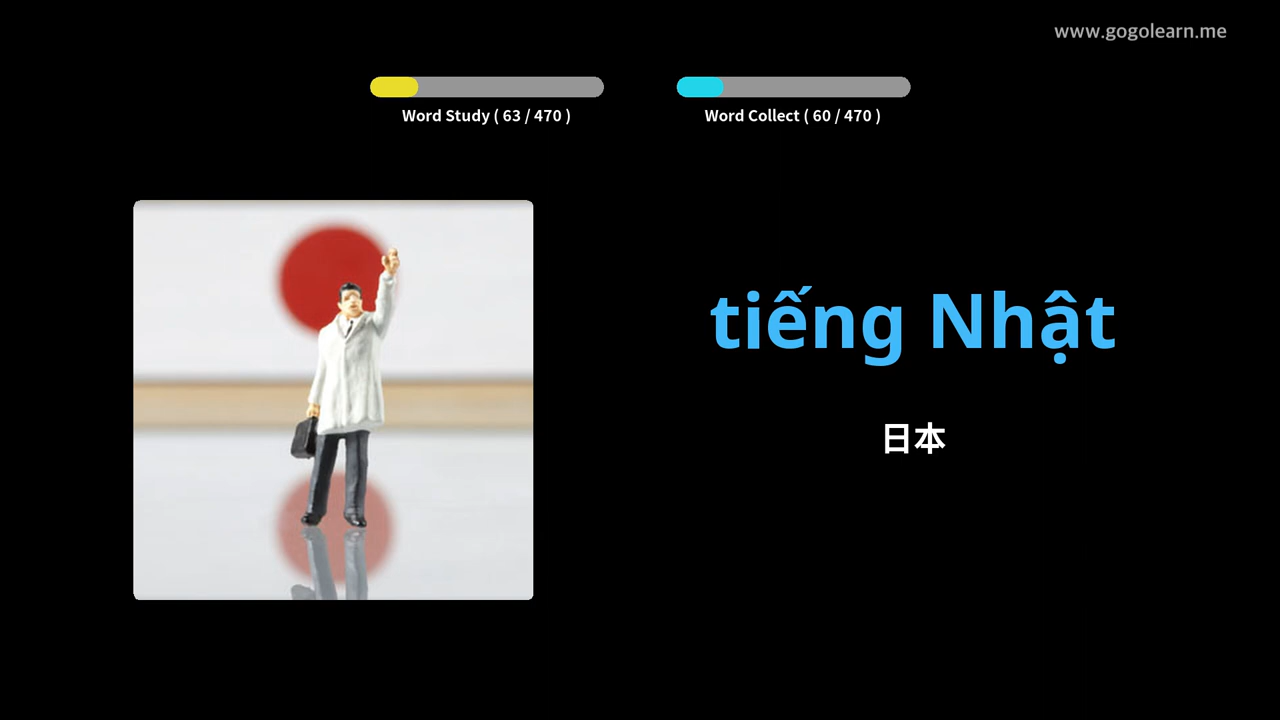 www.gogolearn.me
Word Study ( 63 / 470 )
Word Collect ( 60 / 470 )
tiếng Nhật
日本